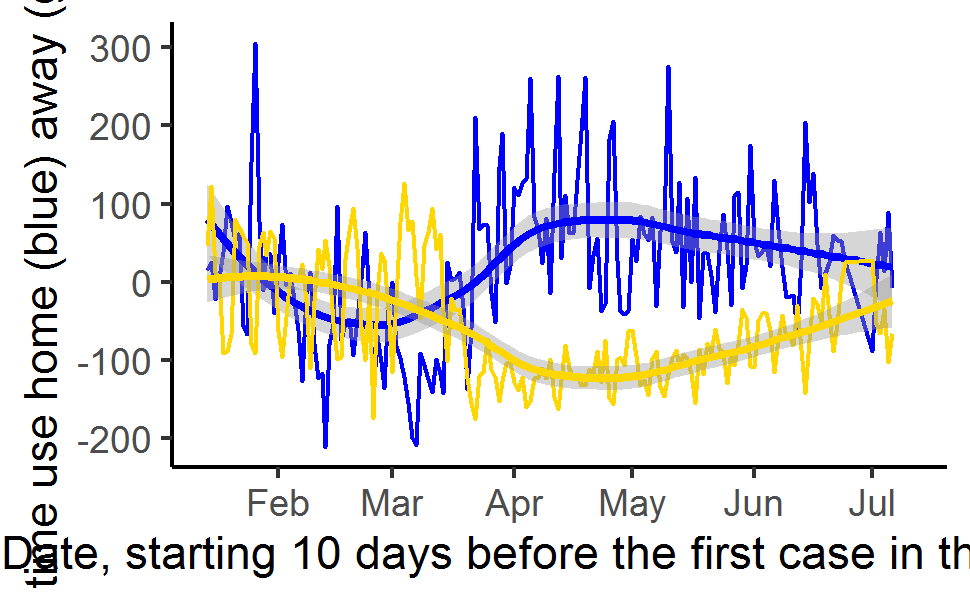 time use home (blue) away (
300
200
100
0
-100
-200
Feb Mar Apr May Jun Jul
Date, starting 10 days before the first case in th